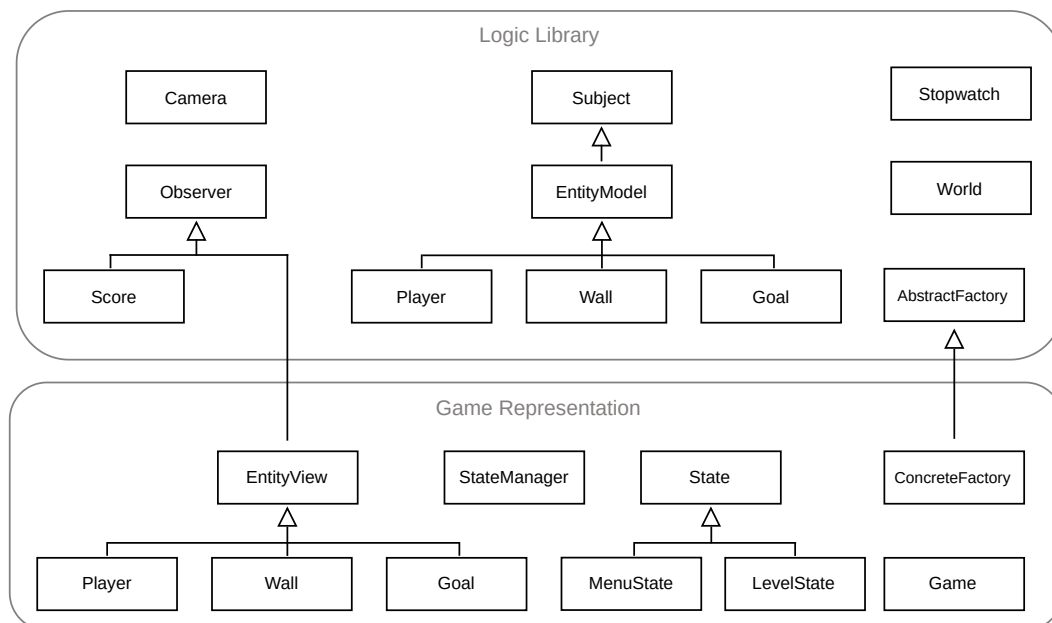 Logic Library
Camera
Subject
Stopwatch
Observer
EntityModel
World
Score
Player
Wall
Goal
AbstractFactory
Game Representation
EntityView
StateManager
State
ConcreteFactory
Player
Wall
Goal
MenuState
LevelState
Game